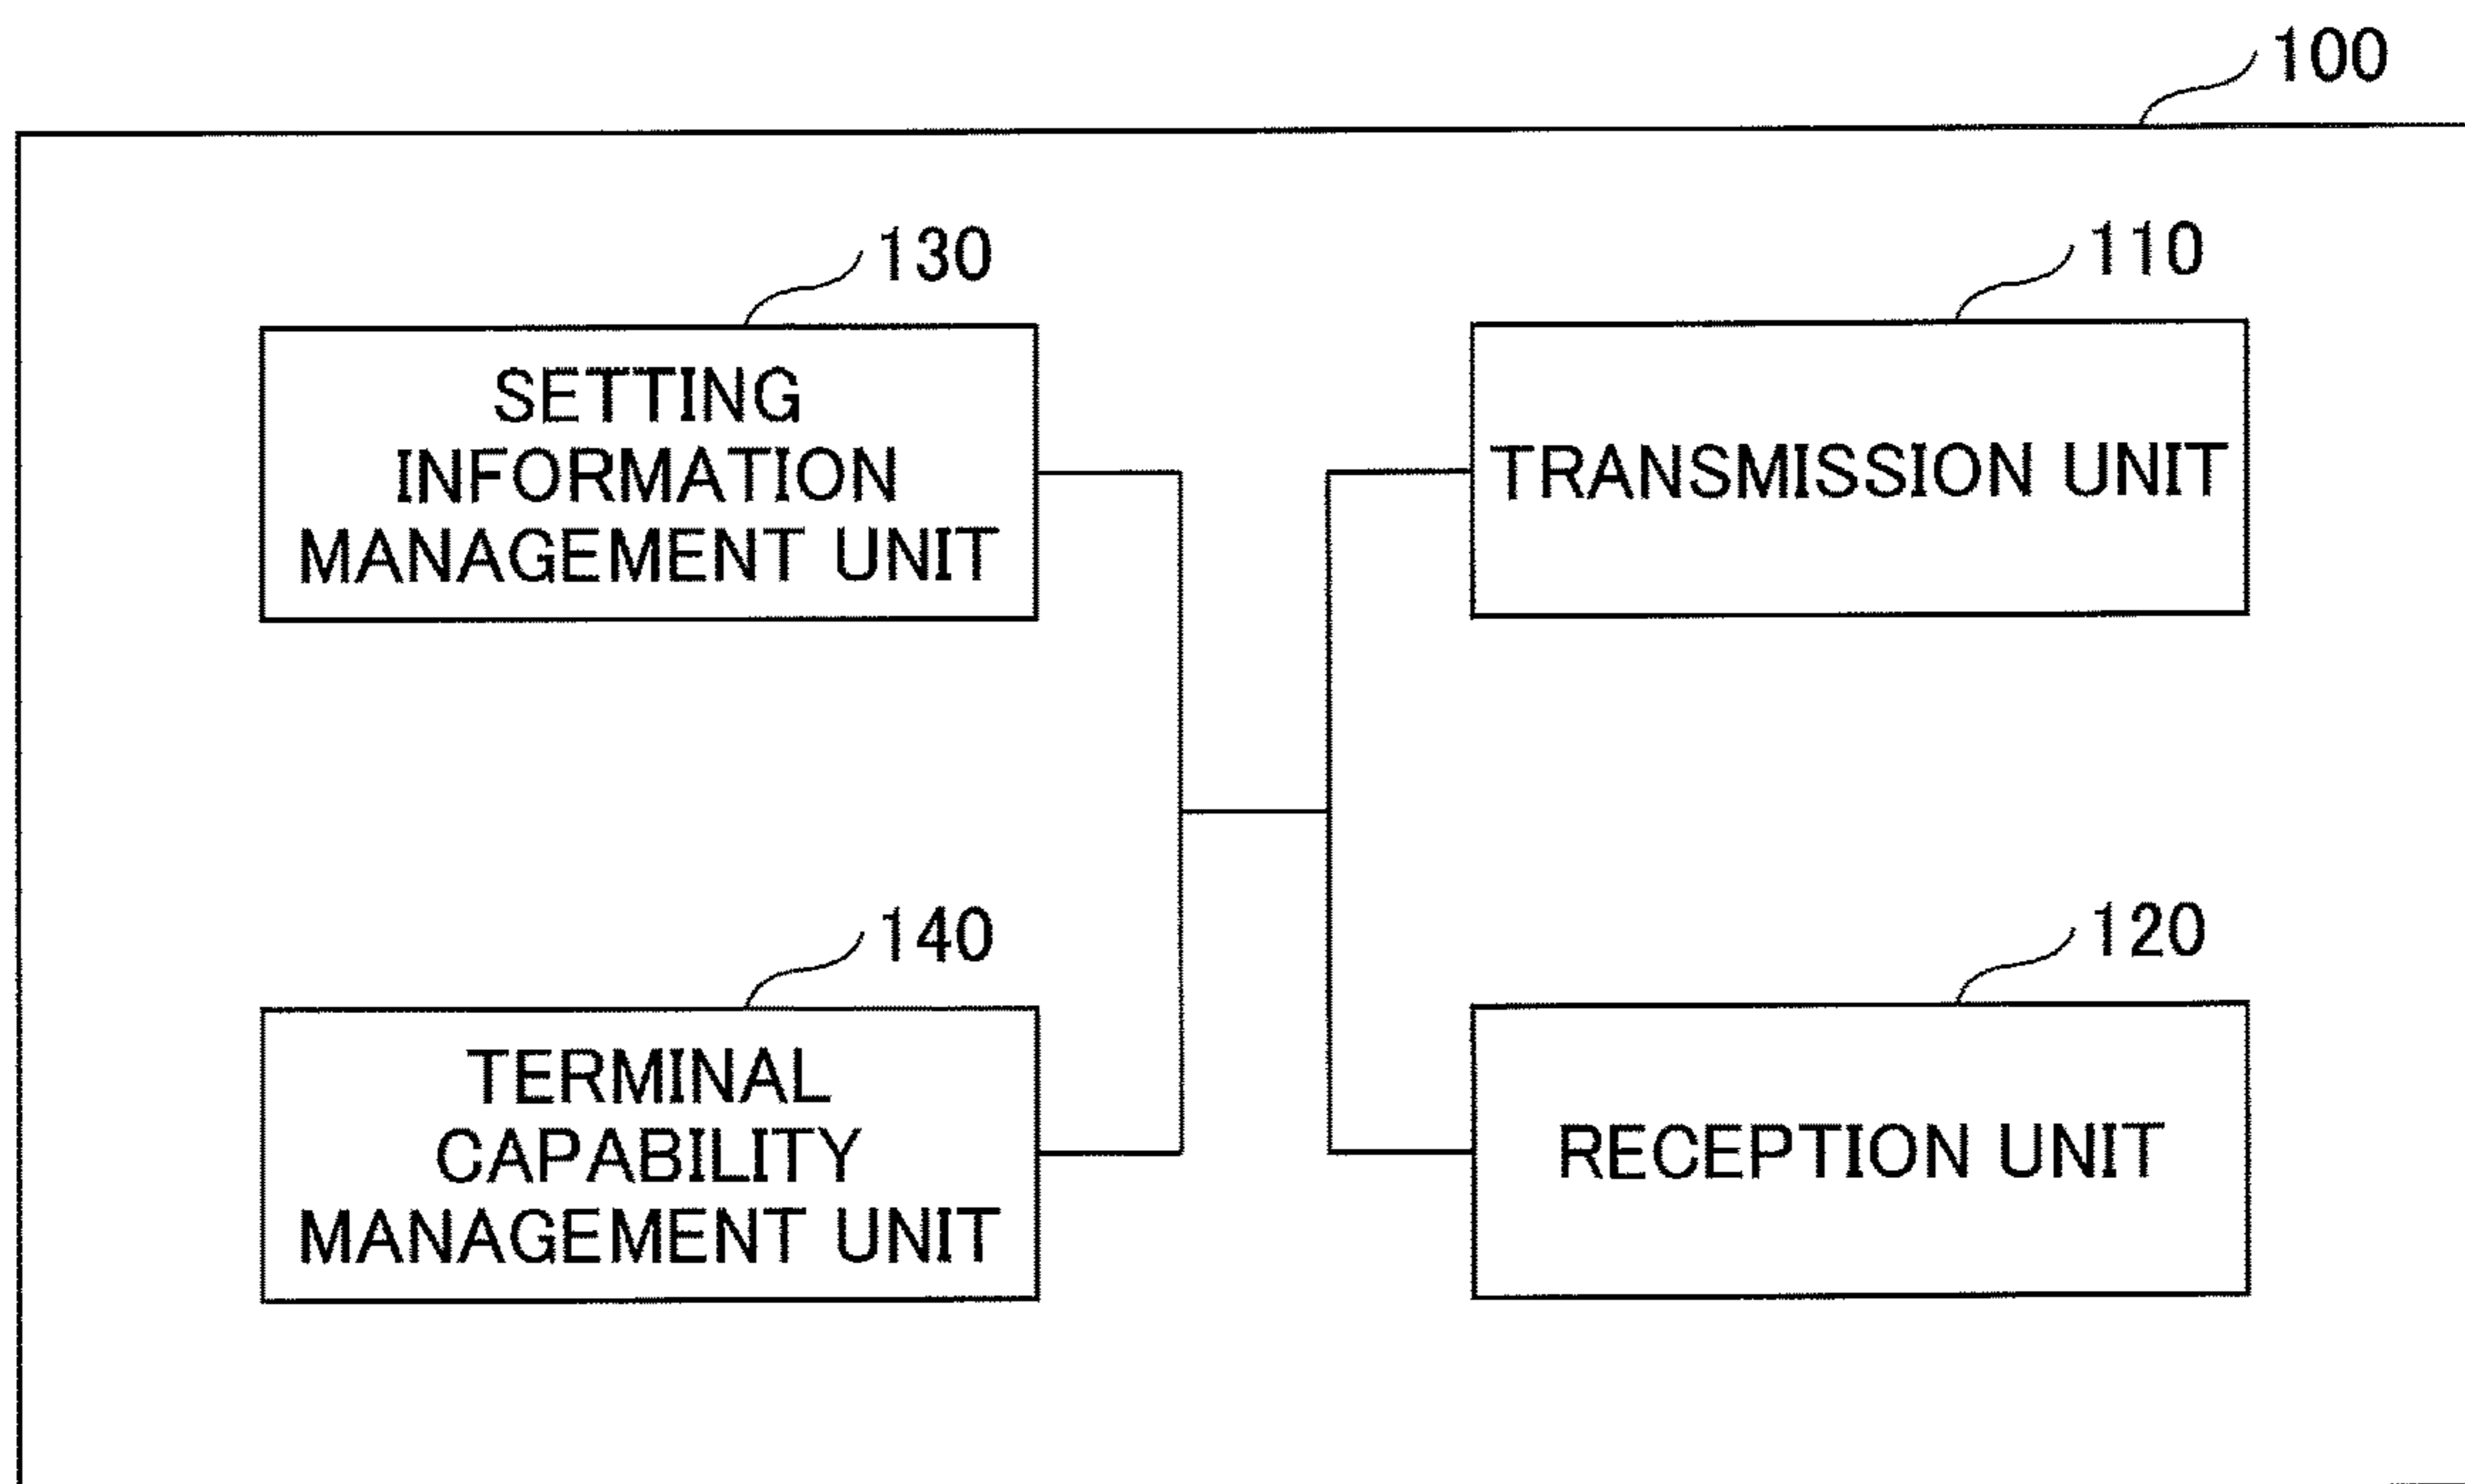 100
130
SETTING
INFORMATION
MANAGEMENT UNIT
110
TRANSMISSION UNIT
140
TERMINAL
CAPABILITY
MANAGEMENT UNIT
120
RECEPTION UNIT